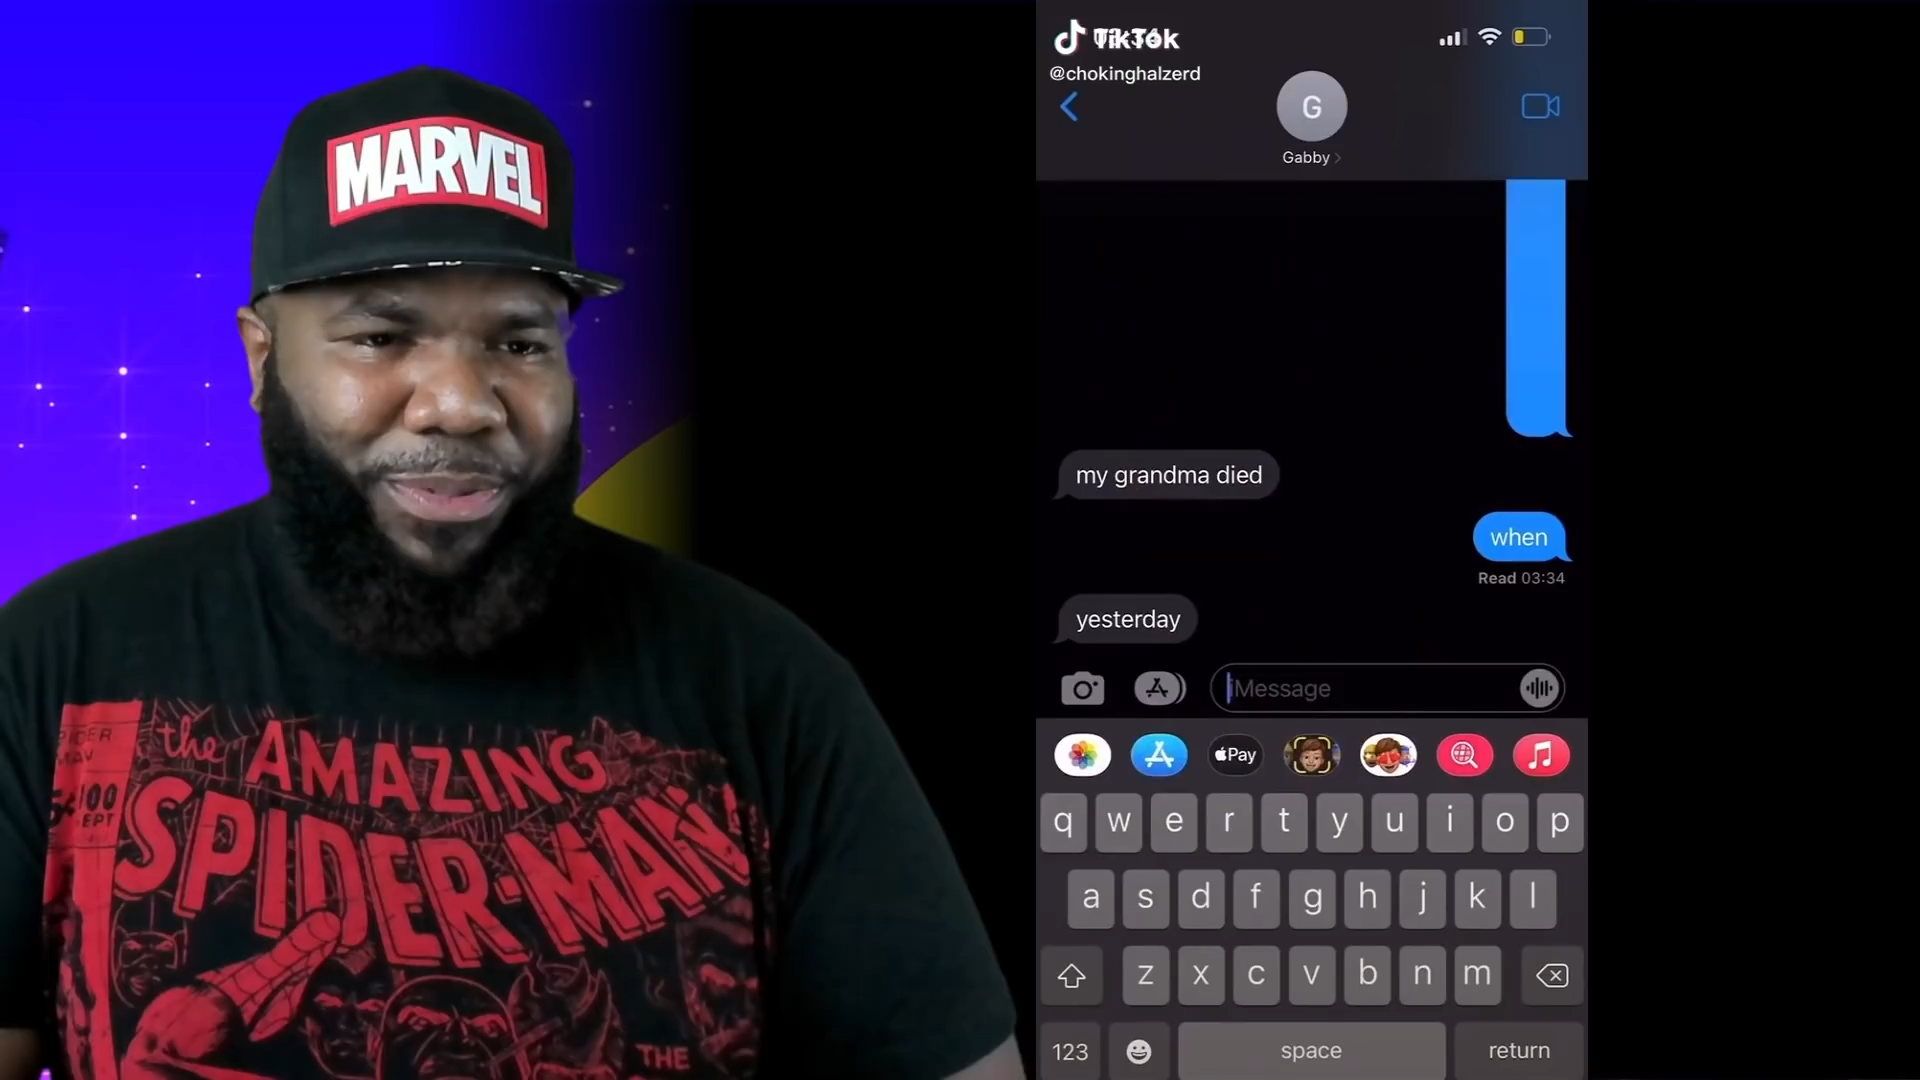 MARVEL
the AMAZING
SPIDER-MAN
THE
TikTok
@chokinghalzerd
G
Gabby
my grandma died
when
Read 03:34
yesterday
iMessage
Pay
q w e r t y u i o p
a s d f g h j k l
z x c v b n m
123
space
return